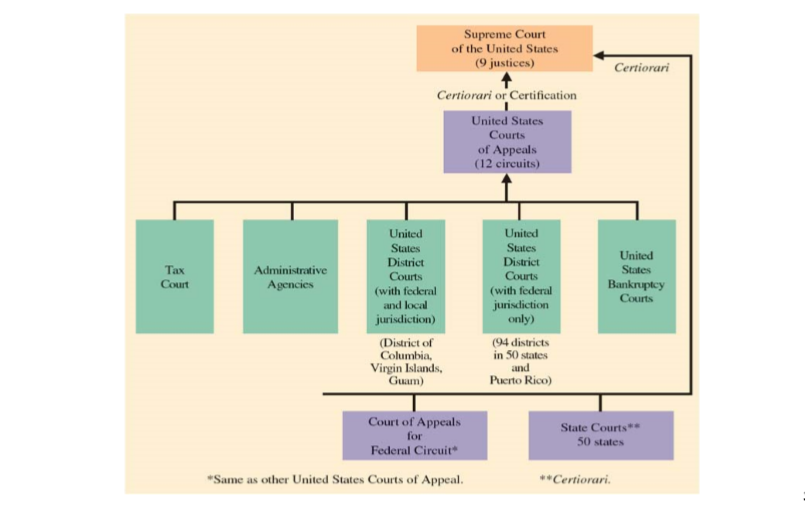 Supreme Court
of the United States
(9 justices)
Certiorari
Certiorari or Certification
United States
Courts
of Appeals
(12 circuits)
Tax
Court
Administrative
Agencies
United
States
District
Courts
(with federal
and local
jurisdiction)
(District of
Columbia,
Virgin Islands,
Guam)
United
States
District
Courts
(with federal
jurisdiction
only)
(94 districts
in 50 states
and
Puerto Rico)
United
States
Bankruptcy
Courts
Court of Appeals
for
Federal Circuit*
State Courts**
50 states
*Same as other United States Courts of Appeal.
**Certiorari.